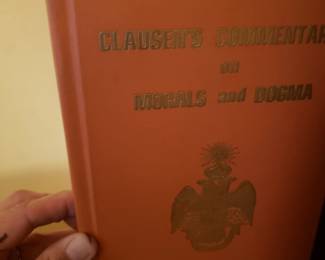 CLAUSEN'S COMMENTAR
on
MORALS and DOGMA